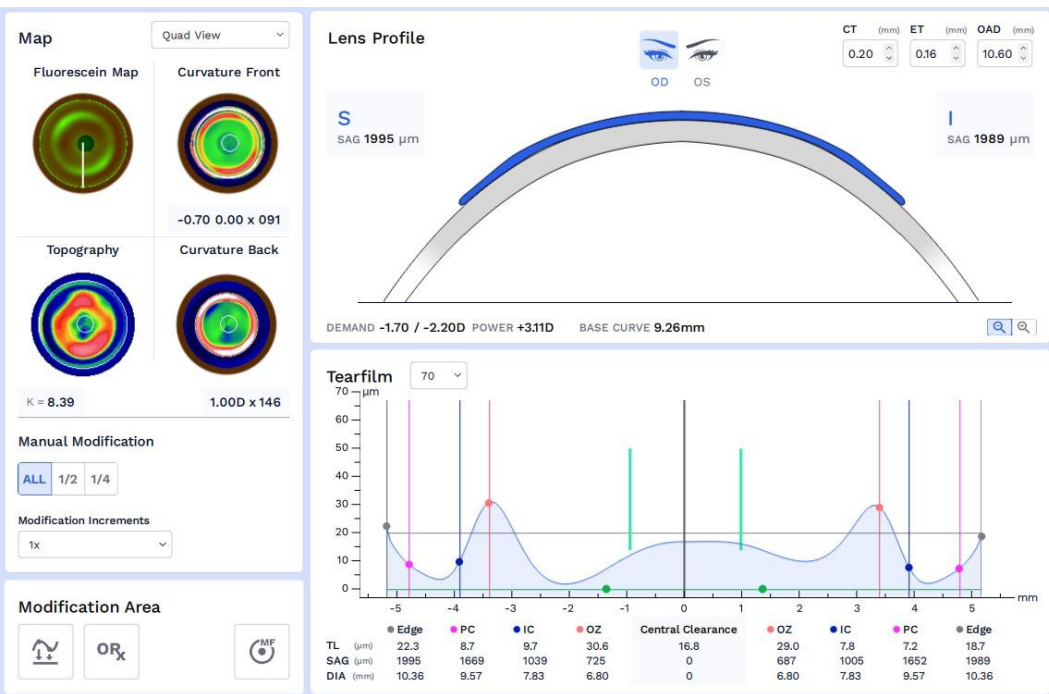 Map
Quad View
Fluorescein Map
Curvature Front
-0.70 0.00 x 091
Topography
Curvature Back
K = 8.39
1.00D x 146
Manual Modification
ALL
1/2
1/4
Modification Increments
1x
Modification Area
ORx
MF
Lens Profile
OD
OS
CT (mm) ET (mm) OAD (mm)
0.20 0.16 10.60
S
SAG 1995 µm
I
SAG 1989 µm
DEMAND -1.70 / -2.20D POWER +3.11D BASE CURVE 9.26mm
Tearfilm
70
70 µm
60
50
40
30
20
10
0
-5 -4 -3 -2 -1 0 1 2 3 4 5 mm
Edge PC IC OZ Central Clearance OZ IC PC Edge
TL (µm) 22.3 8.7 9.7 30.6 16.8 29.0 7.8 7.2 18.7
SAG (µm) 1995 1669 1039 725 0 687 1005 1652 1989
DIA (mm) 10.36 9.57 7.83 6.80 0 6.80 7.83 9.57 10.36